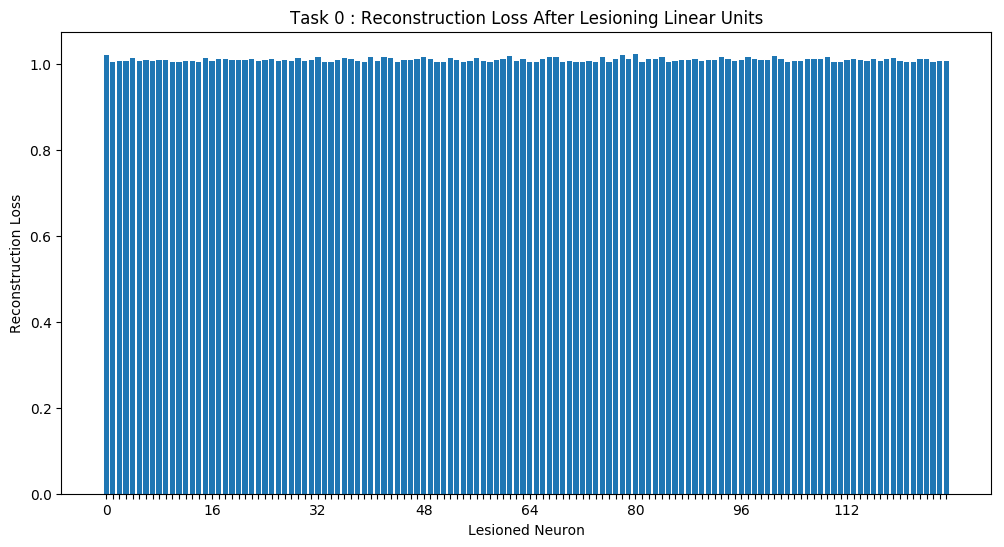 Task 0 : Reconstruction Loss After Lesioning Linear Units
Reconstruction Loss
1.0
0.8
0.6
0.4
0.2
0.0
0 16 32 48 64 80 96 112
Lesioned Neuron